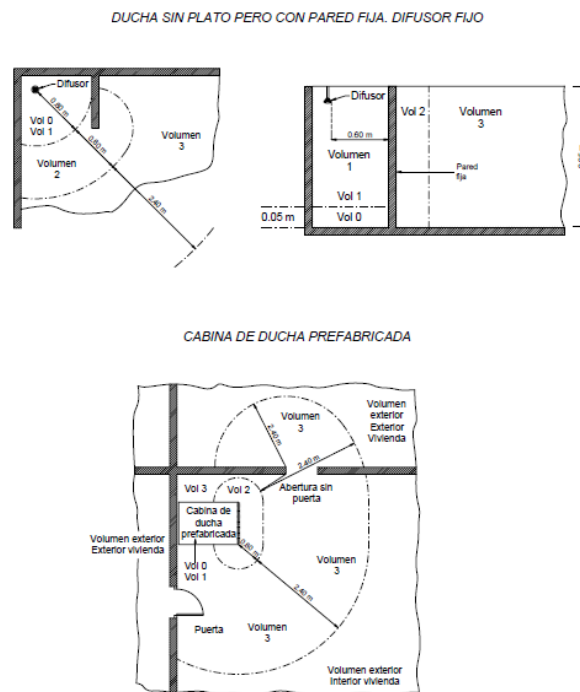 DUCHA SIN PLATO PERO CON PARED FIJA. DIFUSOR FIJO
Difusor
0.60 m
Vol 0
Vol 1
Volumen
2
0.60 m
Volumen
3
2.40 m
Difusor
0.60 m
Vol 2
Volumen
3
Volumen
1
Pared
fija
Vol 1
0.05 m
Vol 0
CABINA DE DUCHA PREFABRICADA
Volumen
3
2.40 m
2.40 m
Volumen
exterior
Exterior
Vivienda
Abertura sin
puerta
Vol 3
Vol 2
Cabina de
ducha
prefabricada
Volumen exterior
Exterior vivienda
Vol 0
Vol 1
0.60 m
Volumen
3
2.40 m
Puerta
Volumen
3
Volumen exterior
Interior vivienda